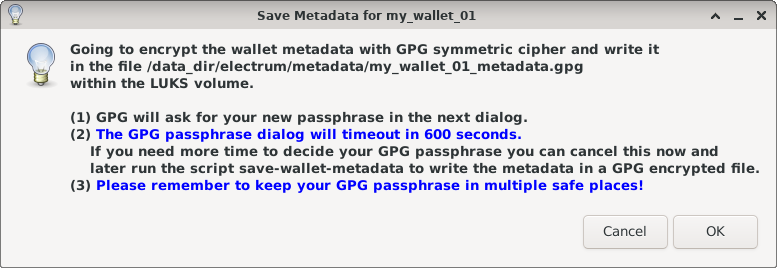 Save Metadata for my_wallet_01
Going to encrypt the wallet metadata with GPG symmetric cipher and write it
in the file /data_dir/electrum/metadata/my_wallet_01_metadata.gpg
within the LUKS volume.
(1) GPG will ask for your new passphrase in the next dialog.
(2) The GPG passphrase dialog will timeout in 600 seconds.
If you need more time to decide your GPG passphrase you can cancel this now and
later run the script save-wallet-metadata to write the metadata in a GPG encrypted file.
(3) Please remember to keep your GPG passphrase in multiple safe places!
Cancel OK